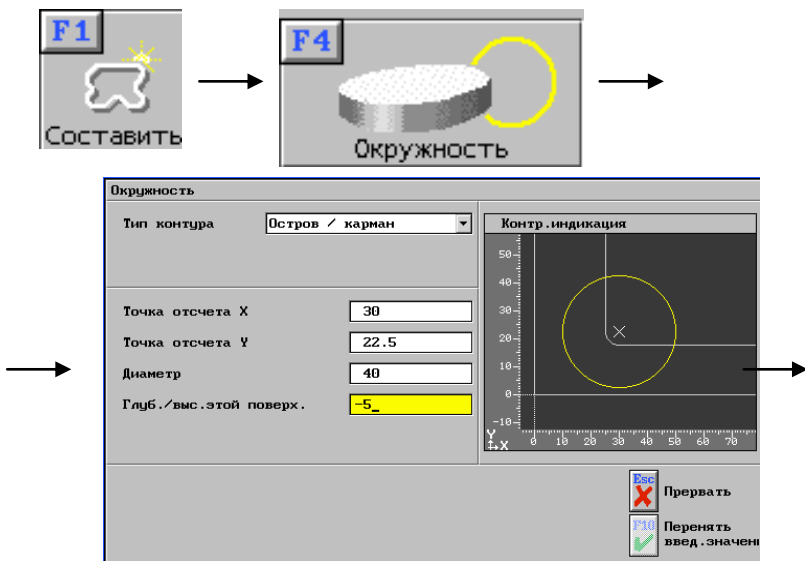 F1
Составить
F4
Окружность
Окружность
Тип контура Остров / карман
Точка отсчета X 30
Точка отсчета Y 22.5
Диаметр 40
Глуб./выс.этой поверх. -5_
Контр.индикация
50
40
30
20
10
0
-10
Y
X
0 10 20 30 40 50 60 70
Esc
Прервать
F10
Перенять
введ.значен